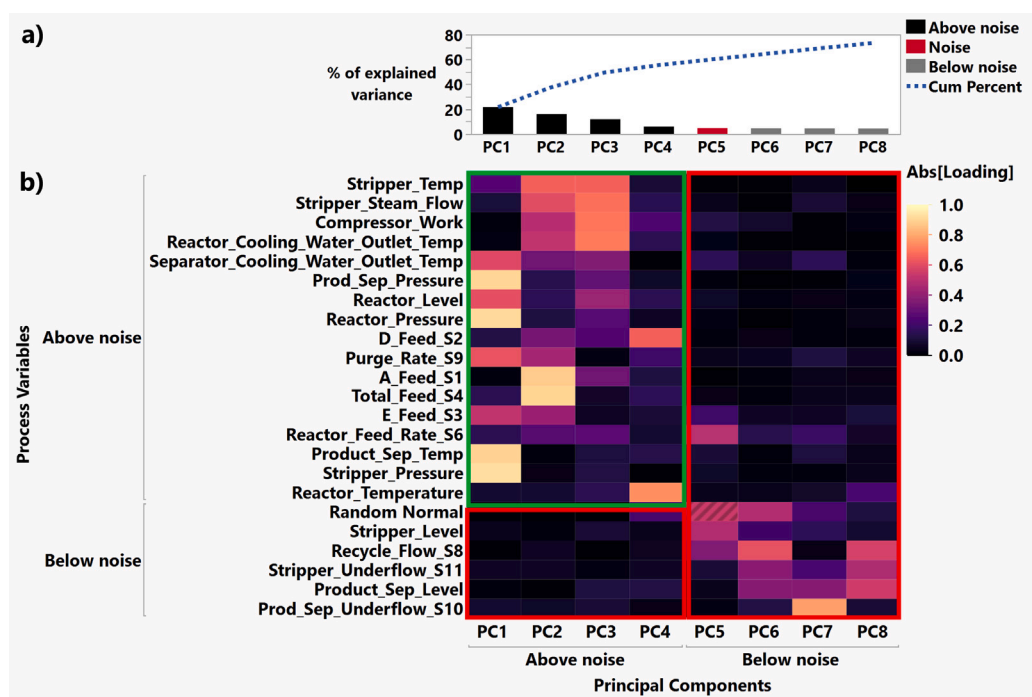 a)
80
60
40
20
0
% of explained
variance
PC1 PC2 PC3 PC4 PC5 PC6 PC7 PC8
Above noise
Noise
Below noise
Cum Percent
b)
Process Variables
Above noise
Below noise
Stripper_Temp
Stripper_Steam_Flow
Compressor_Work
Reactor_Cooling_Water_Outlet_Temp
Separator_Cooling_Water_Outlet_Temp
Prod_Sep_Pressure
Reactor_Level
Reactor_Pressure
D_Feed_S2
Purge_Rate_S9
A_Feed_S1
Total_Feed_S4
E_Feed_S3
Reactor_Feed_Rate_S6
Product_Sep_Temp
Stripper_Pressure
Reactor_Temperature
Random Normal
Stripper_Level
Recycle_Flow_S8
Stripper_Underflow_S11
Product_Sep_Level
Prod_Sep_Underflow_S10
Abs[Loading]
1.0
0.8
0.6
0.4
0.2
0.0
PC1 PC2 PC3 PC4 PC5 PC6 PC7 PC8
Above noise Below noise
Principal Components